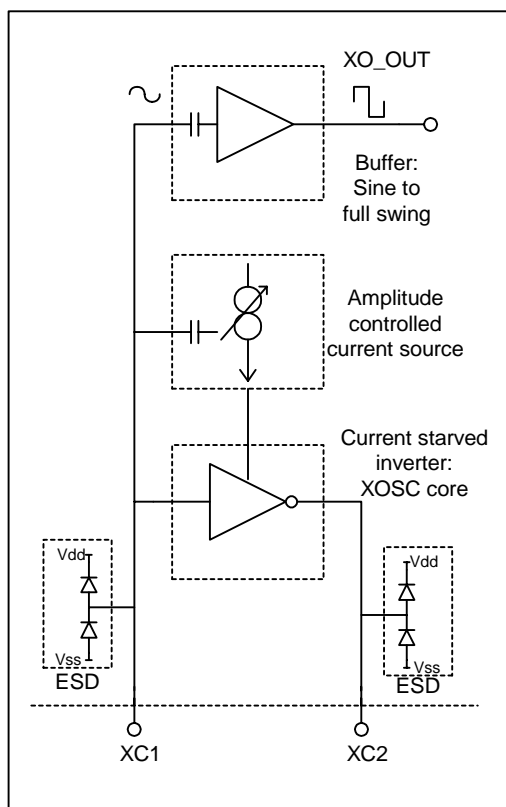 XO_OUT
Buffer:
Sine to
full swing
Amplitude
controlled
current source
Current starved
inverter:
XOSC core
Vdd
Vss
ESD
Vdd
Vss
ESD
XC1
XC2